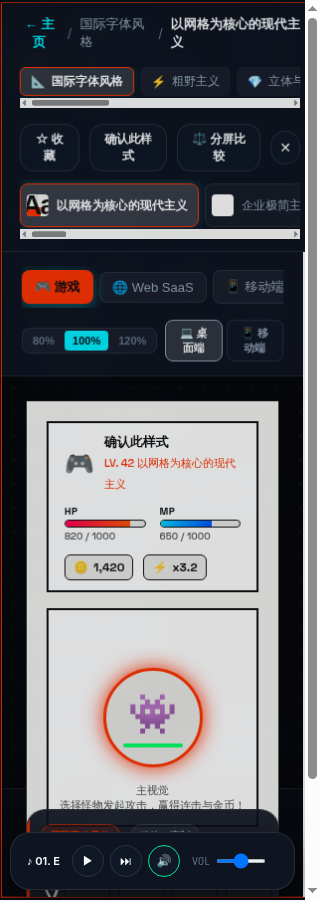 ← 主页 / 国际字体风格 / 以网格为核心的现代主义
📐 国际字体风格 ⚡ 粗野主义 💎 立体与
☆ 收藏 确认此样式 ⚖️ 分屏比较 ✕
Aa 以网格为核心的现代主义 企业极简主
🎮 游戏 🌐 Web SaaS 📱 移动端
80% 100% 120% 💻 桌面端 📱 移动端
确认此样式
LV. 42 以网格为核心的现代
主义
HP MP
820 / 1000 650 / 1000
1,420 ⚡ x3.2
主视觉
选择怪物发起攻击，赢得连击与金币！
♪ 01. E VOL